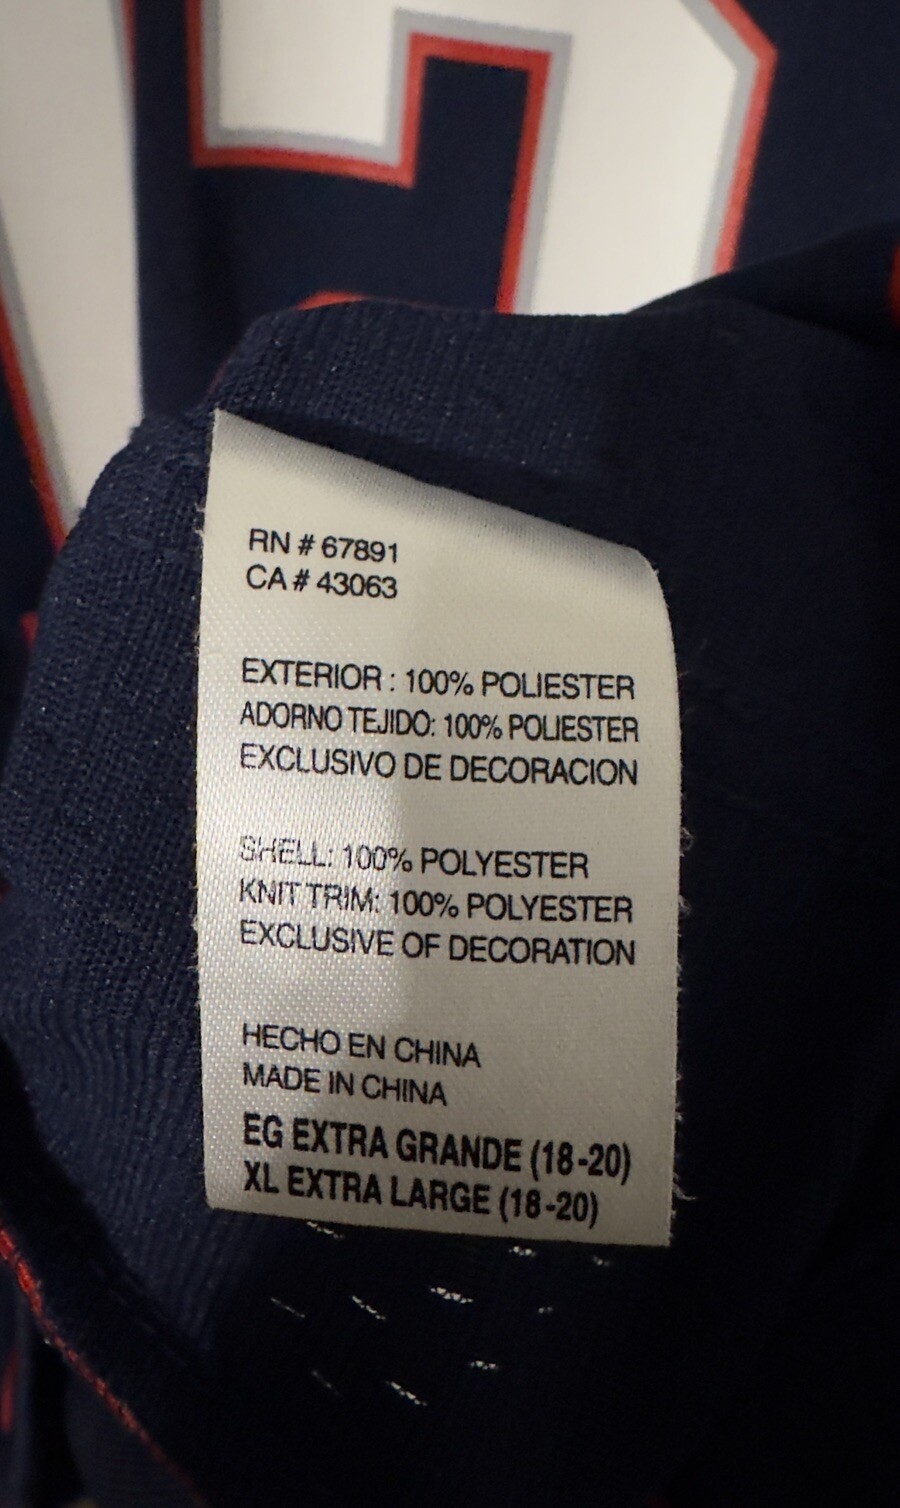 RN # 67891
CA # 43063
EXTERIOR : 100% POLIESTER
ADORNO TEJIDO: 100% POLIESTER
EXCLUSIVO DE DECORACION
SHELL: 100% POLYESTER
KNIT TRIM: 100% POLYESTER
EXCLUSIVE OF DECORATION
HECHO EN CHINA
MADE IN CHINA
EG EXTRA GRANDE (18-20)
XL EXTRA LARGE (18-20)